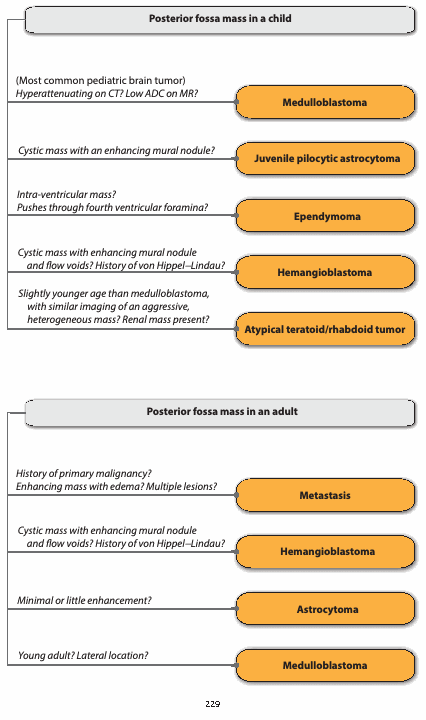 Posterior fossa mass in a child
(Most common pediatric brain tumor)
Hyperattenuating on CT? Low ADC on MR?
Medulloblastoma
Cystic mass with an enhancing mural nodule?
Juvenile pilocytic astrocytoma
Intra-ventricular mass?
Pushes through fourth ventricular foramina?
Ependymoma
Cystic mass with enhancing mural nodule
and flow voids? History of von Hippel–Lindau?
Hemangioblastoma
Slightly younger age than medulloblastoma,
with similar imaging of an aggressive,
heterogeneous mass? Renal mass present?
Atypical teratoid/rhabdoid tumor
Posterior fossa mass in an adult
History of primary malignancy?
Enhancing mass with edema? Multiple lesions?
Metastasis
Cystic mass with enhancing mural nodule
and flow voids? History of von Hippel–Lindau?
Hemangioblastoma
Minimal or little enhancement?
Astrocytoma
Young adult? Lateral location?
Medulloblastoma
229